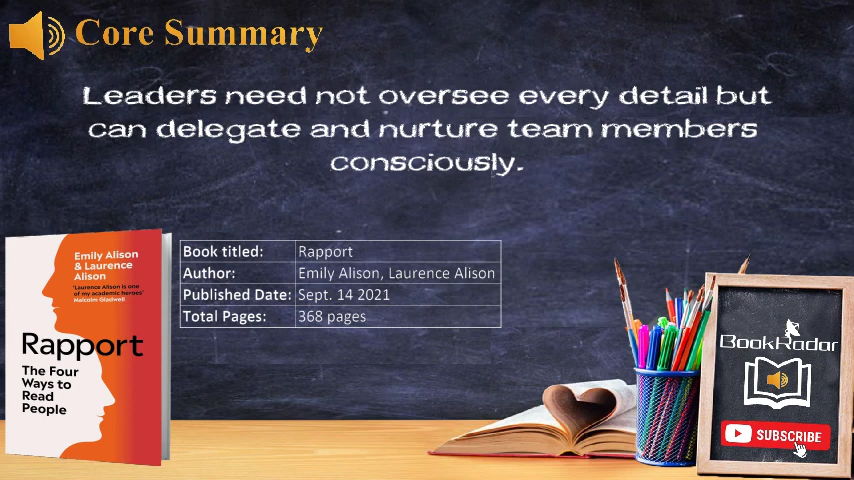 Core Summary
Leaders need not oversee every detail but
can delegate and nurture team members
consciously.
Emily Alison
& Laurence
Alison
'Laurence Alison is one
of my academic heroes'
Malcolm Gladwell
Rapport
The Four
Ways to
Read
People
Book titled: Rapport
Author: Emily Alison, Laurence Alison
Published Date: Sept. 14 2021
Total Pages: 368 pages
BookRadar
SUBSCRIBE